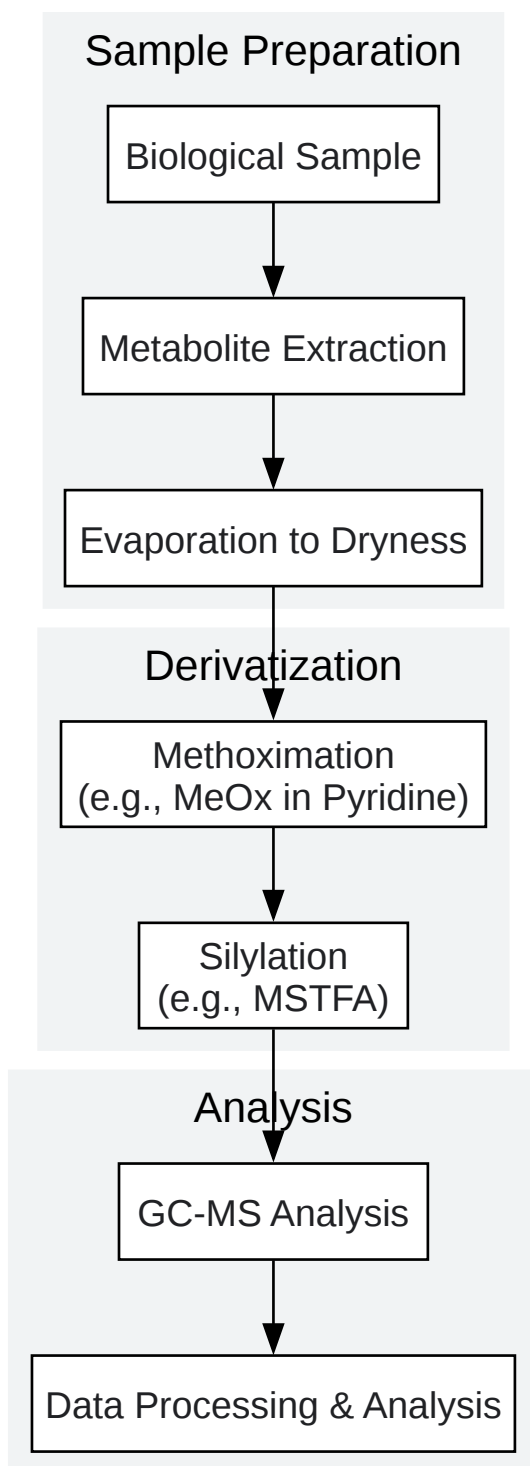 Sample Preparation
Biological Sample
Metabolite Extraction
Evaporation to Dryness
Derivatization
Methoximation
(e.g., MeOx in Pyridine)
Silylation
(e.g., MSTFA)
Analysis
GC-MS Analysis
Data Processing & Analysis